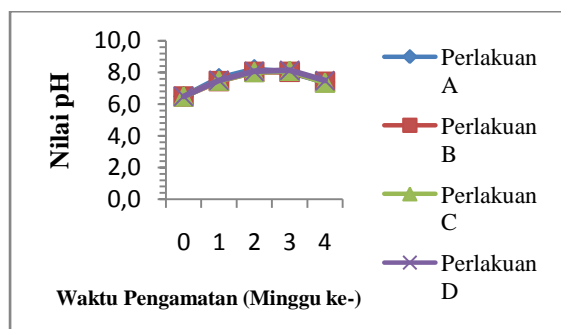 Nilai pH
10,0
8,0
6,0
4,0
2,0
0,0
0 1 2 3 4
Waktu Pengamatan (Minggu ke-)
Perlakuan
A
Perlakuan
B
Perlakuan
C
Perlakuan
D